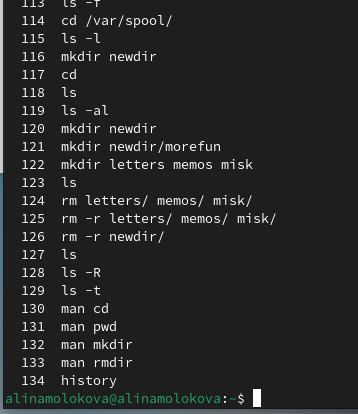 113 ls -f
114 cd /var/spool/
115 ls -l
116 mkdir newdir
117 cd
118 ls
119 ls -al
120 mkdir newdir
121 mkdir newdir/morefun
122 mkdir letters memos misk
123 ls
124 rm letters/ memos/ misk/
125 rm -r letters/ memos/ misk/
126 rm -r newdir/
127 ls
128 ls -R
129 ls -t
130 man cd
131 man pwd
132 man mkdir
133 man rmdir
134 history
alinamolokova@alinamolokova:~$